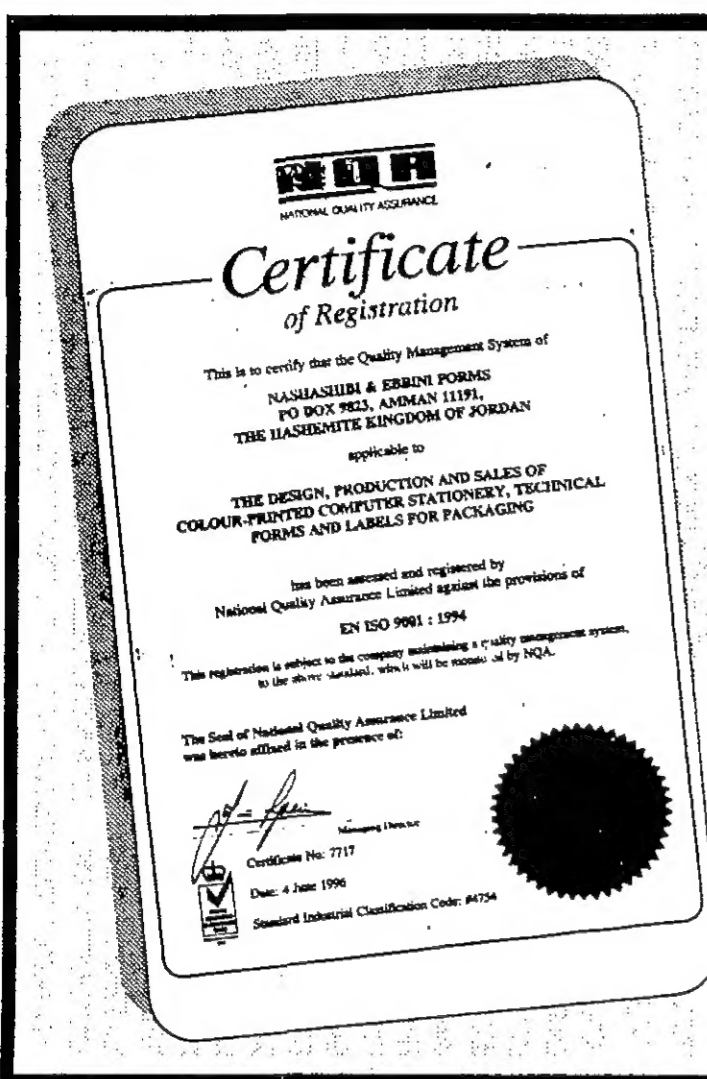 NQA
NATIONAL QUALITY ASSURANCE
Certificate
of Registration
This is to certify that the Quality Management System of
NASHASHIBI & EBBINI FORMS
PO BOX 9823, AMMAN 11191,
THE HASHEMITE KINGDOM OF JORDAN
applicable to
THE DESIGN, PRODUCTION AND SALES OF
COLOUR-PRINTED COMPUTER STATIONERY, TECHNICAL
FORMS AND LABELS FOR PACKAGING
has been assessed and registered by
National Quality Assurance Limited against the provisions of
EN ISO 9001 : 1994
This registration is subject to the company maintaining a quality management system,
to the above standard, which will be monitored by NQA.
The Seal of National Quality Assurance Limited
was hereto affixed in the presence of:
Managing Director
Certificate No: 7717
Date: 4 June 1996
Standard Industrial Classification Code: #4754